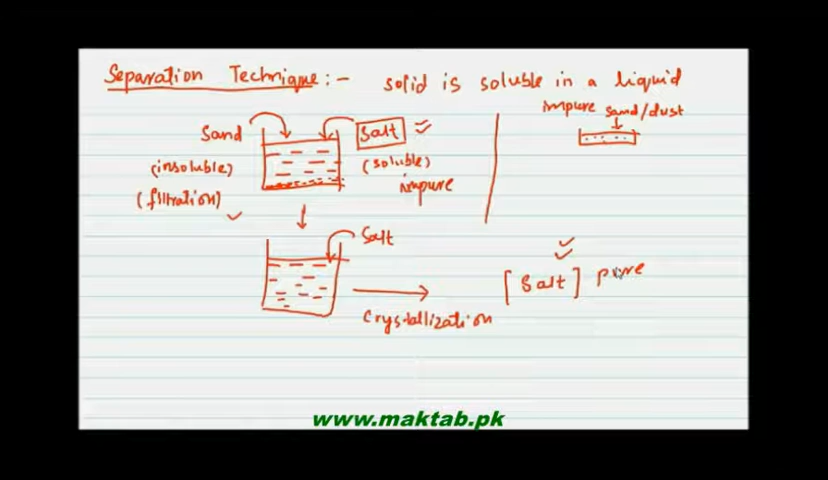 Separation Technique:- solid is soluble in a liquid
impure sand/dust
Sand
Salt
(insoluble)
(soluble)
impure
(filtration)
Salt
[Salt] pure
Crystallization
www.maktab.pk